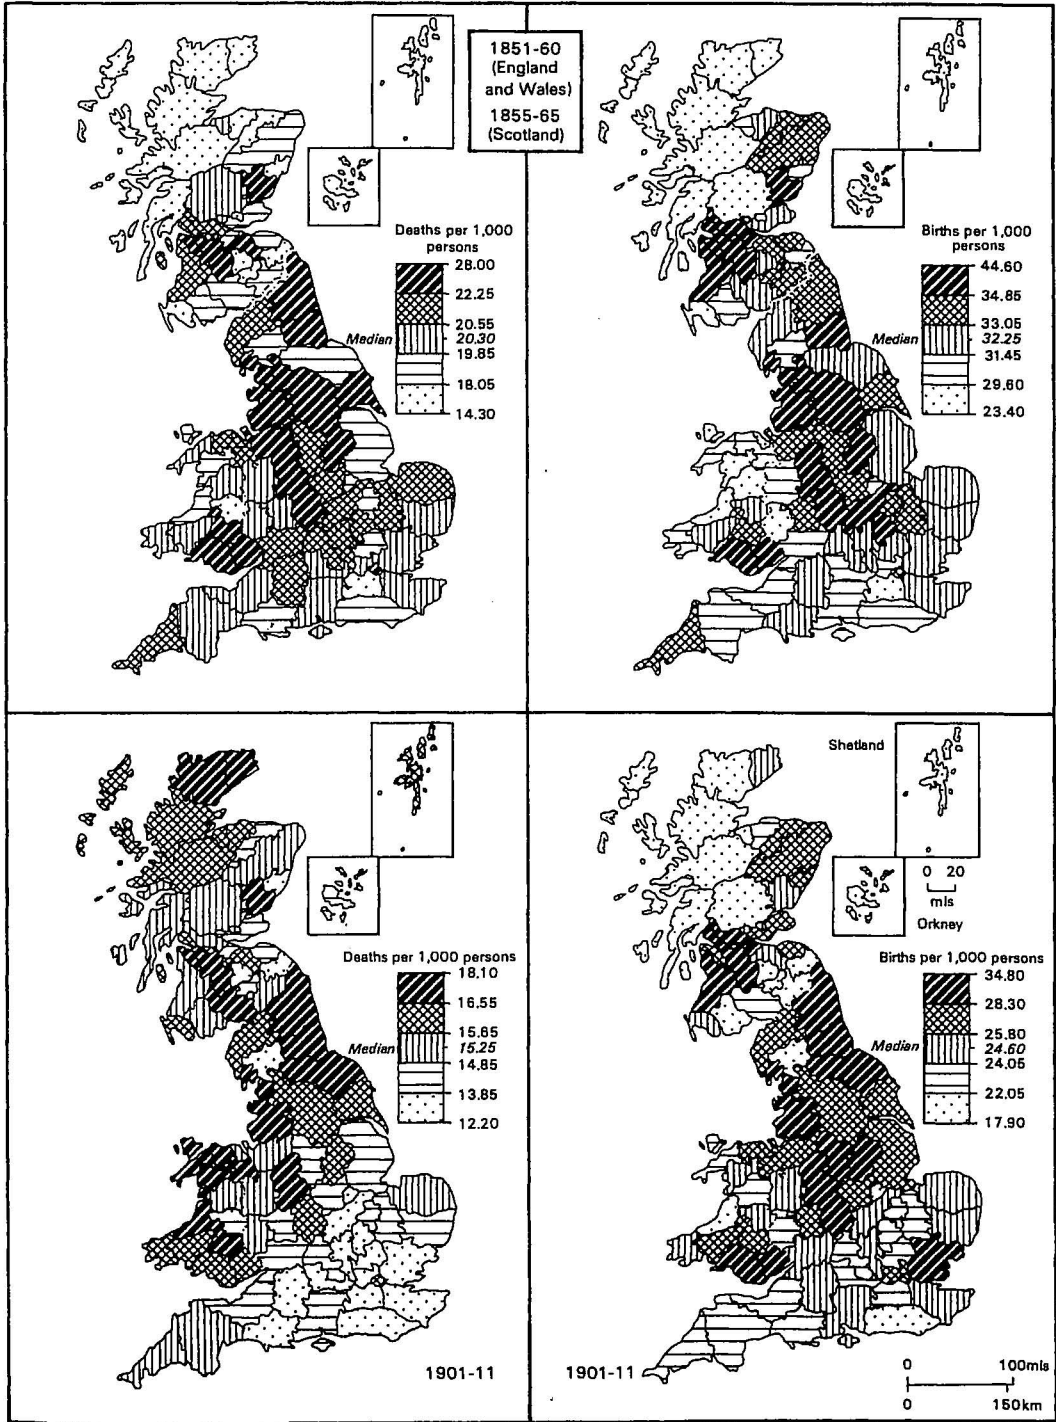 1851-60
(England
and Wales)
1855-65
(Scotland)
Deaths per 1,000
persons
28.00
22.25
20.55
Median 20.30
19.85
18.05
14.30
Births per 1,000
persons
44.60
34.85
33.05
Median 32.25
31.45
29.60
23.40
Deaths per 1,000 persons
18.10
16.55
15.65
Median 15.25
14.85
13.85
12.20
1901-11
Shetland
0 20
mls
Orkney
Births per 1,000 persons
34.80
28.30
25.80
Median 24.60
24.05
22.05
17.90
1901-11
0 100mls
0 150km